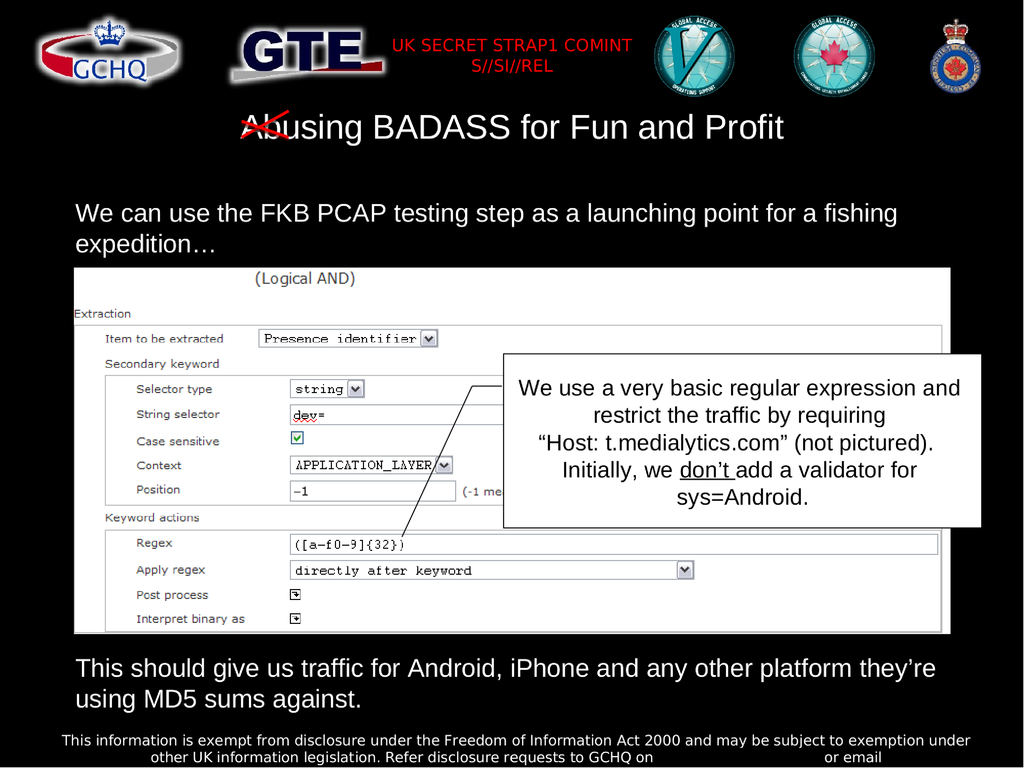 GCHQ
GTE
UK SECRET STRAP1 COMINT
S//SI//REL
GLOBAL ACCESS
V
OPERATIONS SUPPORT
GLOBAL ACCESS
Abusing BADASS for Fun and Profit
We can use the FKB PCAP testing step as a launching point for a fishing
expedition…
(Logical AND)
Extraction
Item to be extracted Presence identifier
Secondary keyword
Selector type string
String selector dev=
Case sensitive
Context APPLICATION_LAYER
Position -1 (-1 me
Keyword actions
Regex ([a-f0-9]{32})
Apply regex directly after keyword
Post process
Interpret binary as
We use a very basic regular expression and
restrict the traffic by requiring
“Host: t.medialytics.com” (not pictured).
Initially, we don’t add a validator for
sys=Android.
This should give us traffic for Android, iPhone and any other platform they’re
using MD5 sums against.
This information is exempt from disclosure under the Freedom of Information Act 2000 and may be subject to exemption under
other UK information legislation. Refer disclosure requests to GCHQ on or email